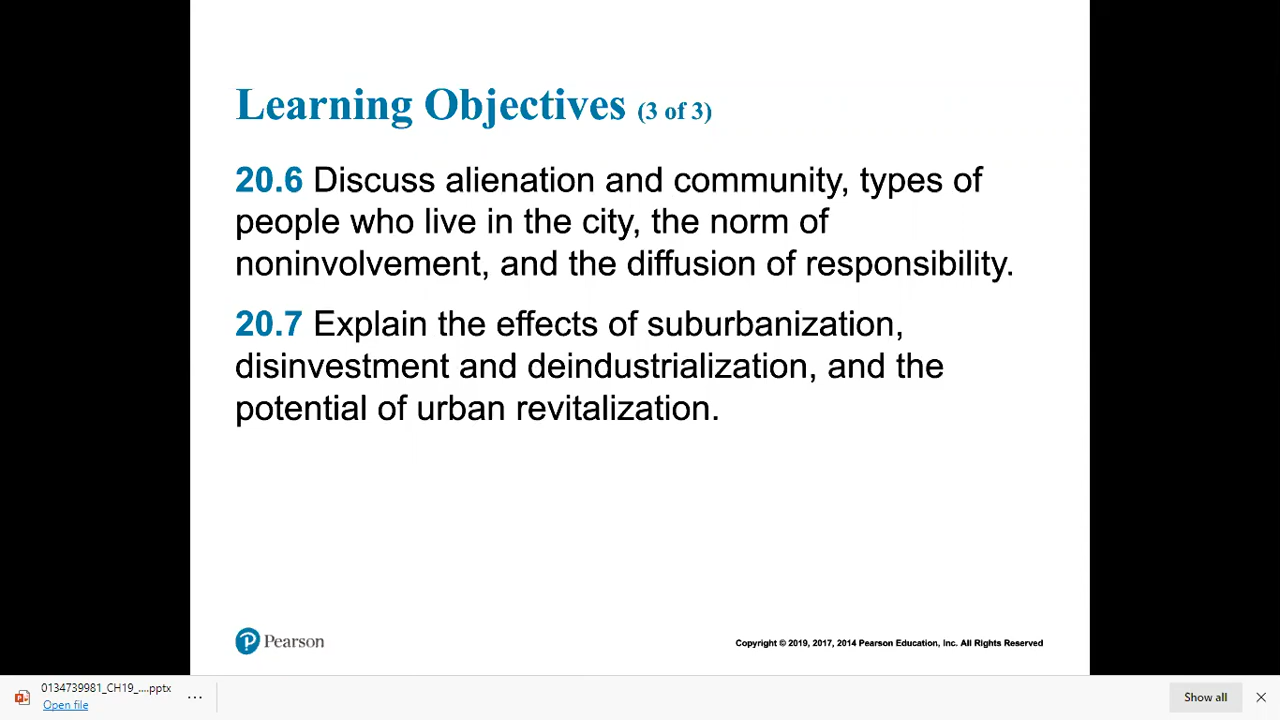 Learning Objectives (3 of 3)
20.6 Discuss alienation and community, types of
people who live in the city, the norm of
noninvolvement, and the diffusion of responsibility.
20.7 Explain the effects of suburbanization,
disinvestment and deindustrialization, and the
potential of urban revitalization.
Pearson
Copyright © 2019, 2017, 2014 Pearson Education, Inc. All Rights Reserved
0134739981_CH19_....pptx
Open file
Show all